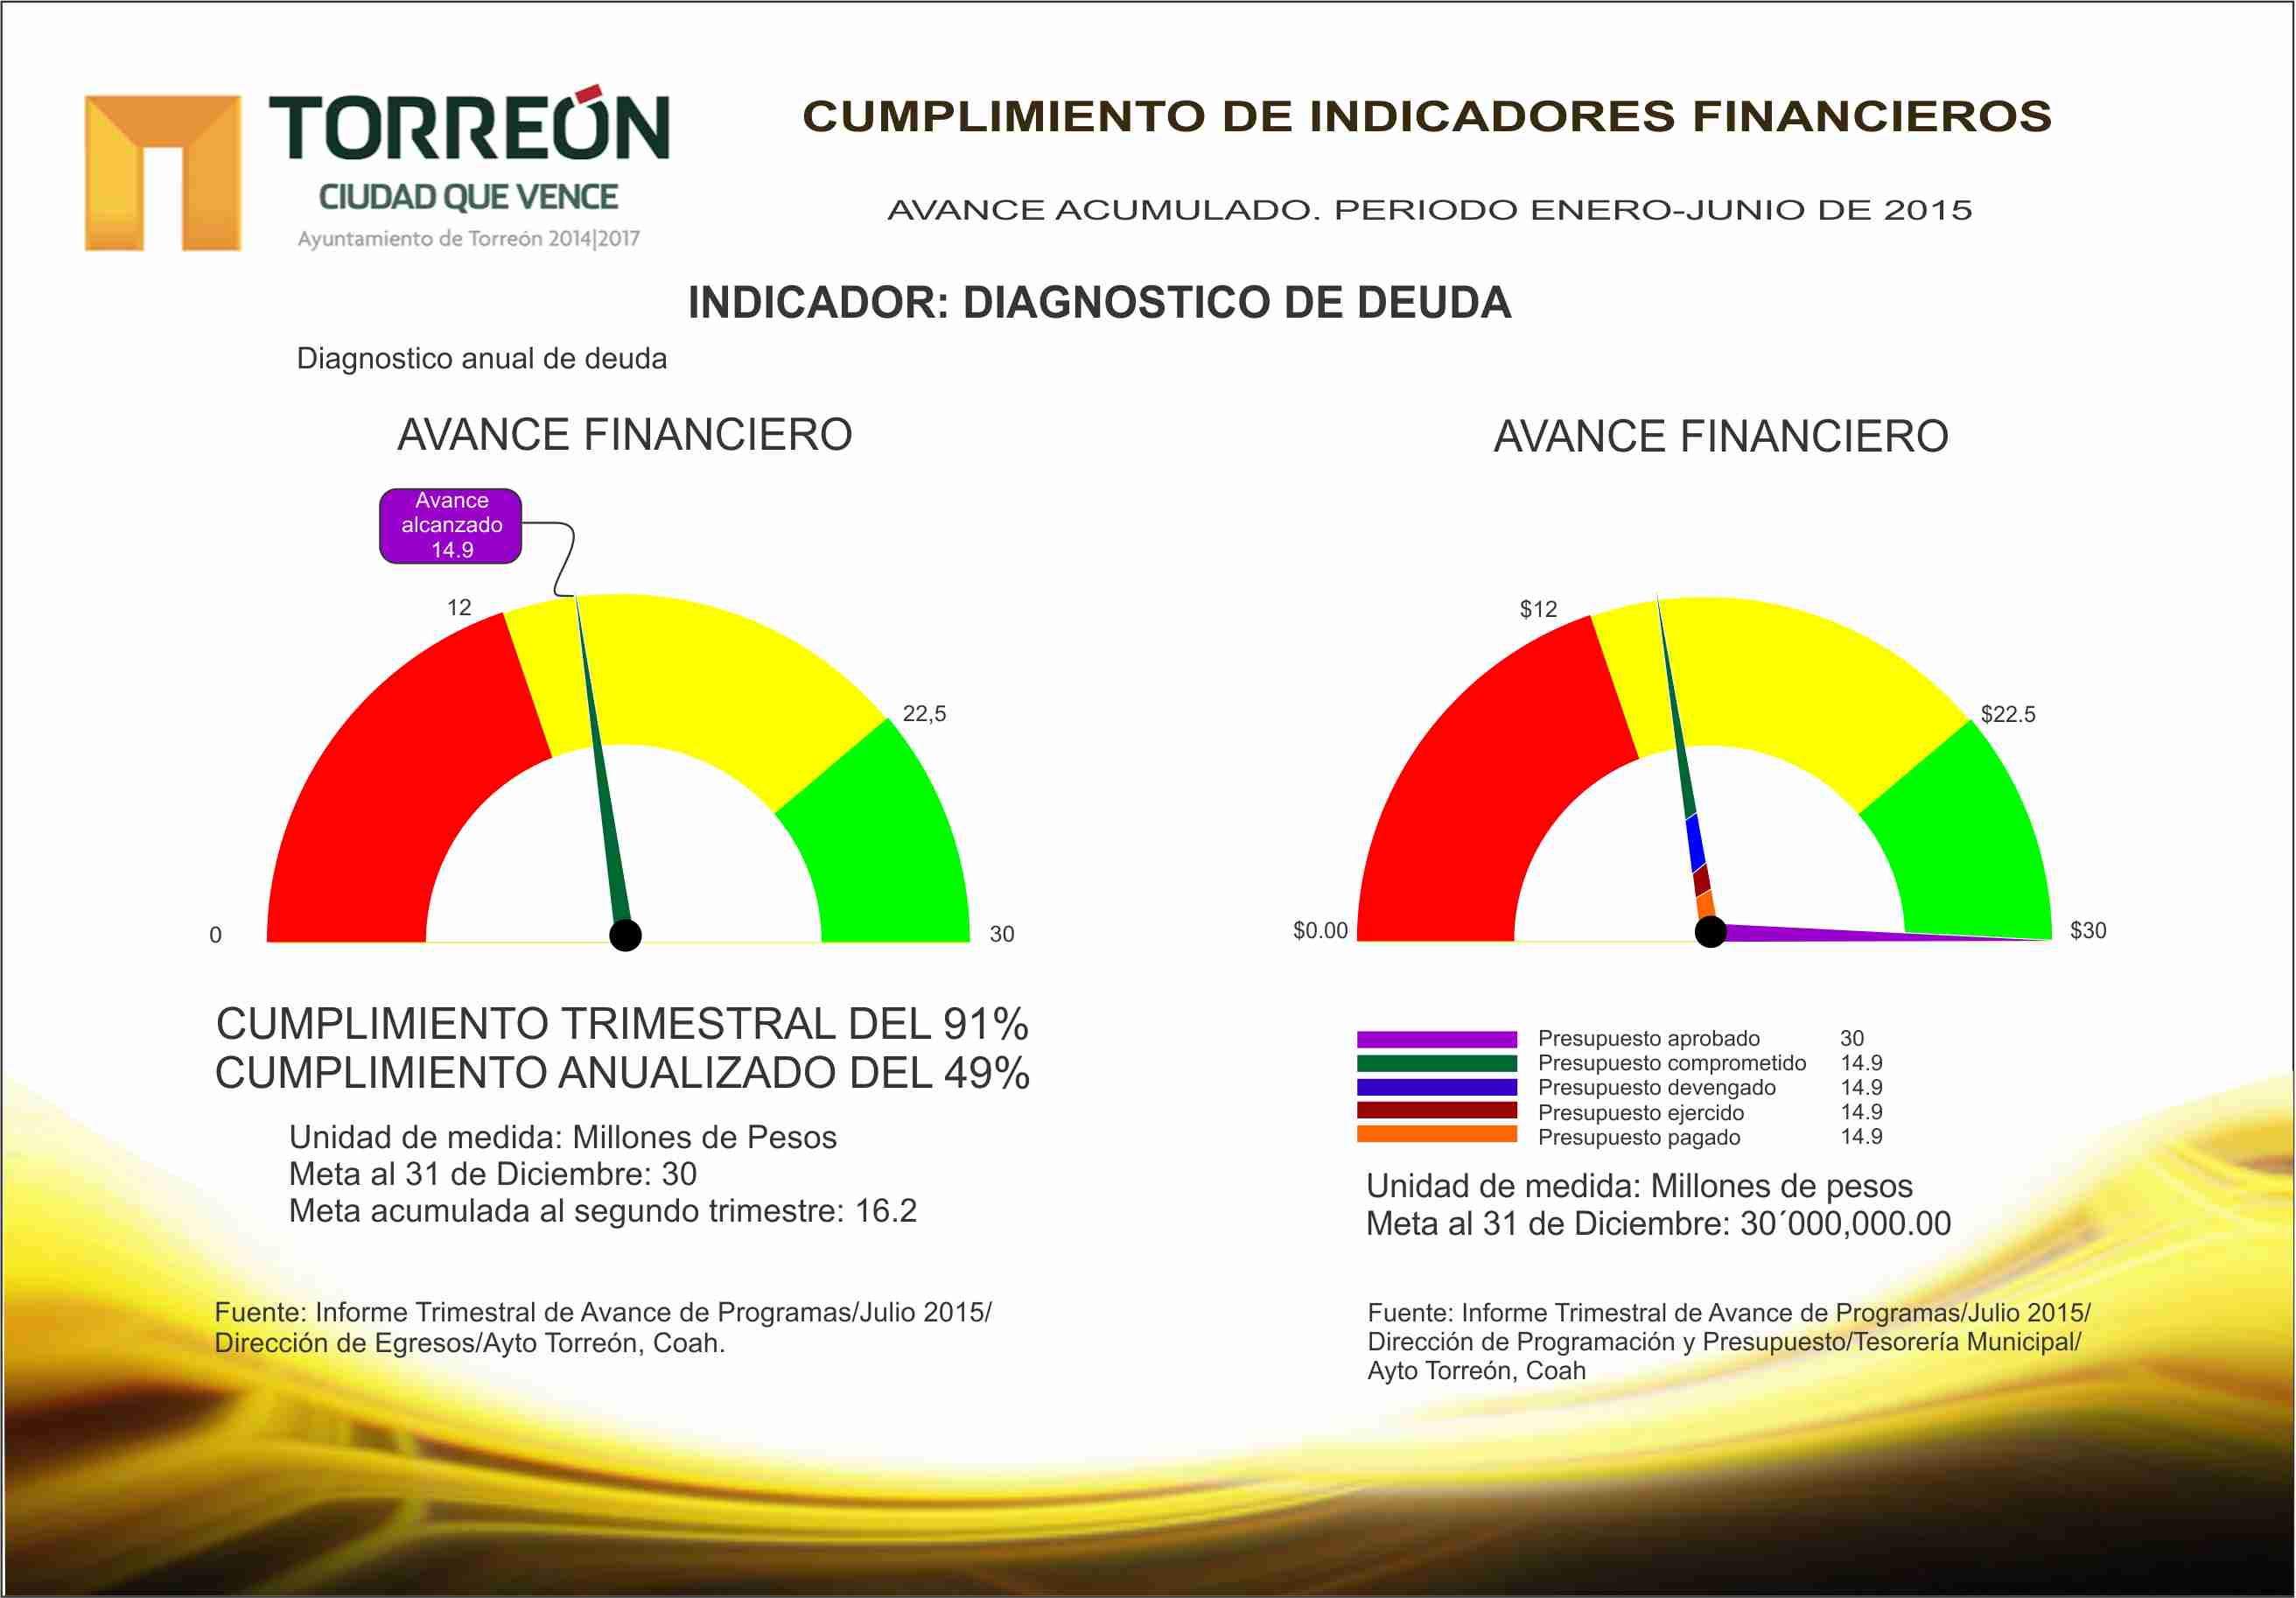 TORREÓN
CIUDAD QUE VENCE
Ayuntamiento de Torreón 2014|2017
CUMPLIMIENTO DE INDICADORES FINANCIEROS
AVANCE ACUMULADO. PERIODO ENERO-JUNIO DE 2015
INDICADOR: DIAGNOSTICO DE DEUDA
Diagnostico anual de deuda
AVANCE FINANCIERO
Avance
alcanzado
14.9
12
22,5
0
30
CUMPLIMIENTO TRIMESTRAL DEL 91%
CUMPLIMIENTO ANUALIZADO DEL 49%
Unidad de medida: Millones de Pesos
Meta al 31 de Diciembre: 30
Meta acumulada al segundo trimestre: 16.2
Fuente: Informe Trimestral de Avance de Programas/Julio 2015/
Dirección de Egresos/Ayto Torreón, Coah.
AVANCE FINANCIERO
$12
$22.5
$0.00
$30
Presupuesto aprobado 30
Presupuesto comprometido 14.9
Presupuesto devengado 14.9
Presupuesto ejercido 14.9
Presupuesto pagado 14.9
Unidad de medida: Millones de pesos
Meta al 31 de Diciembre: 30´000,000.00
Fuente: Informe Trimestral de Avance de Programas/Julio 2015/
Dirección de Programación y Presupuesto/Tesorería Municipal/
Ayto Torreón, Coah